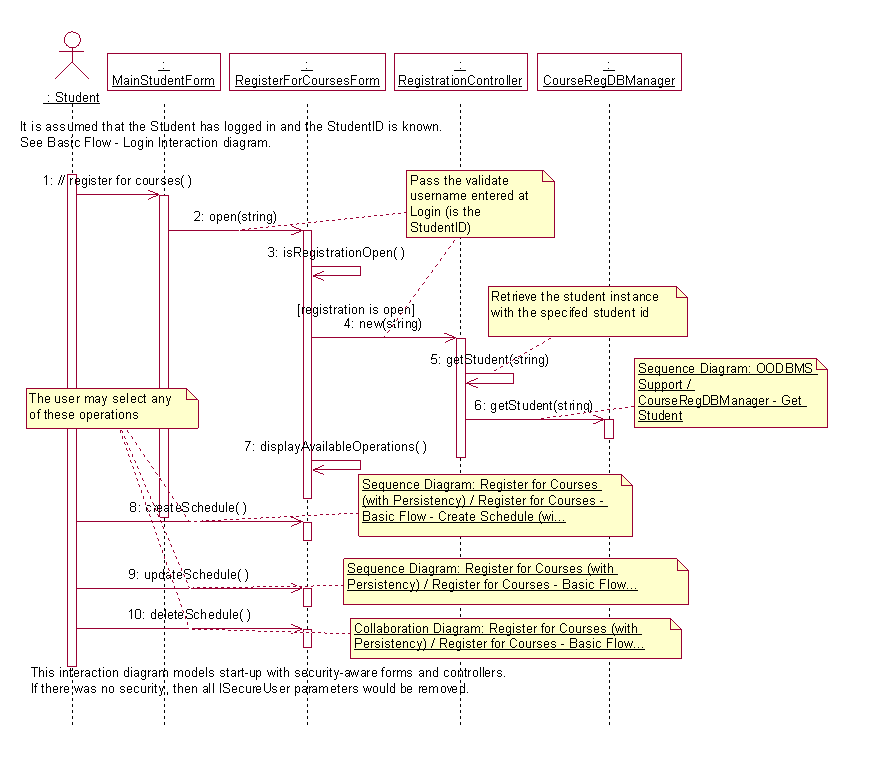 :
MainStudentForm
:
RegisterForCoursesForm
:
RegistrationController
:
CourseRegDBManager
: Student
It is assumed that the Student has logged in and the StudentID is known.
See Basic Flow - Login Interaction diagram.
1: // register for courses( )
Pass the validate
username entered at
Login (is the
StudentID)
2: open(string)
3: isRegistrationOpen( )
Retrieve the student instance
with the specifed student id
[registration is open]
4: new(string)
5: getStudent(string)
Sequence Diagram: OODBMS
Support /
CourseRegDBManager - Get
Student
The user may select any
of these operations
6: getStudent(string)
7: displayAvailableOperations( )
Sequence Diagram: Register for Courses
(with Persistency) / Register for Courses -
Basic Flow - Create Schedule (wi...
8: createSchedule( )
Sequence Diagram: Register for Courses (with
Persistency) / Register for Courses - Basic Flow...
9: updateSchedule( )
10: deleteSchedule( )
Collaboration Diagram: Register for Courses (with
Persistency) / Register for Courses - Basic Flow...
This interaction diagram models start-up with security-aware forms and controllers.
If there was no security, then all ISecureUser parameters would be removed.